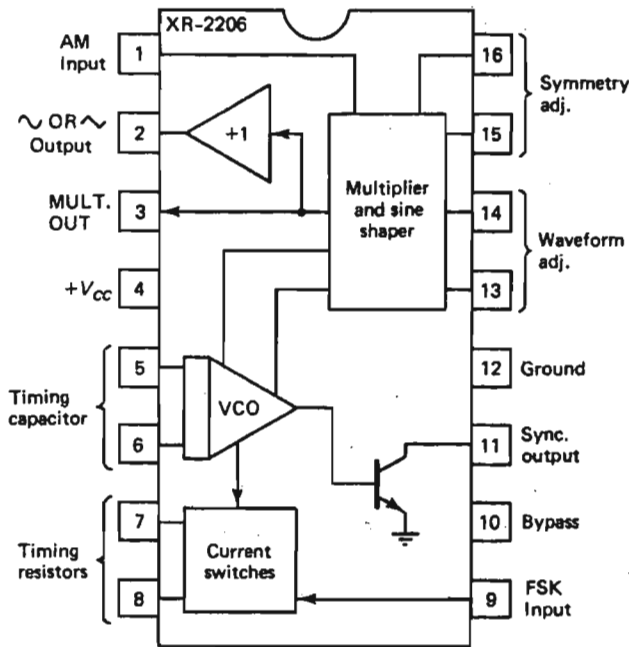 XR-2206
AM
Input
1
∿ OR ∿
Output
2
+1
MULT.
OUT
3
+VCC
4
Timing
capacitor
5
6
VCO
Timing
resistors
7
8
Current
switches
Multiplier
and sine
shaper
16
15
Symmetry
adj.
14
13
Waveform
adj.
12
Ground
11
Sync.
output
10
Bypass
9
FSK
Input